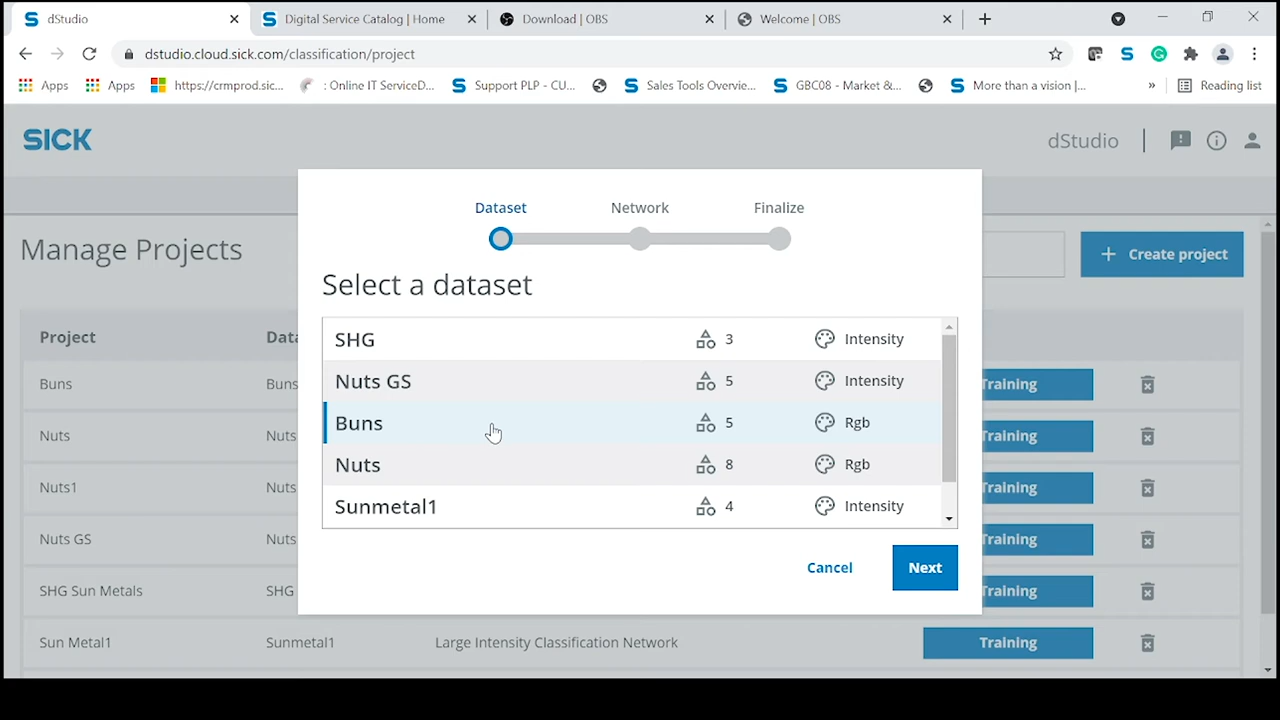 dStudio
Digital Service Catalog | Home
Download | OBS
Welcome | OBS
dstudio.cloud.sick.com/classification/project
Apps
Apps
https://crmprod.sic...
: Online IT ServiceD...
Support PLP - CU...
Sales Tools Overvie...
GBC08 - Market &...
More than a vision |...
»
Reading list
SICK
dStudio
Dataset
Network
Finalize
Manage Projects
+ Create project
Select a dataset
Project
Data
SHG 3 Intensity
Nuts GS 5 Intensity
Buns 5 Rgb
Nuts 8 Rgb
Sunmetal1 4 Intensity
Cancel
Next
Buns Buns Training
Nuts Nuts Training
Nuts1 Nuts Training
Nuts GS Nuts Training
SHG Sun Metals SHG Training
Sun Metal1 Sunmetal1 Large Intensity Classification Network Training